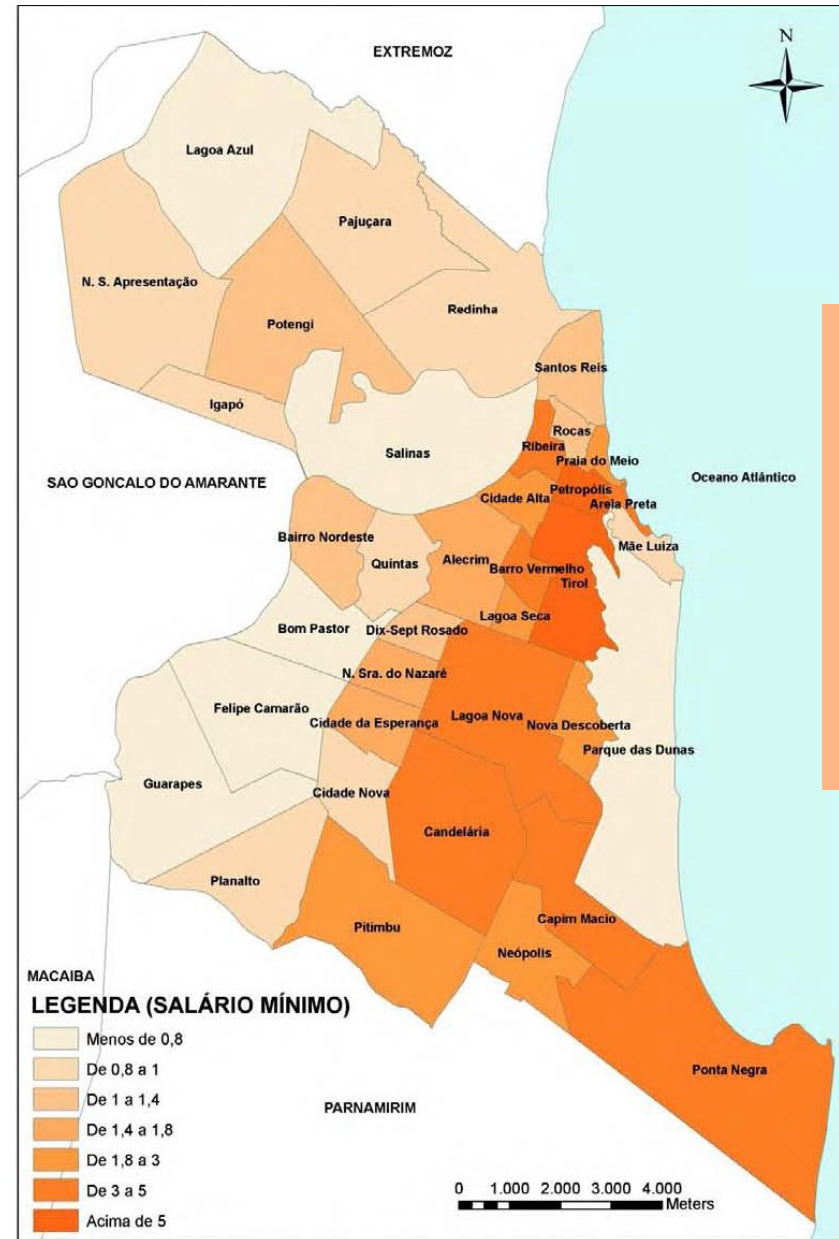 EXTREMOZ
N
Lagoa Azul
Pajuçara
N. S. Apresentação
Redinha
Potengi
Santos Reis
Igapó
Rocas
Ribeira
Salinas
Praia do Meio
Oceano Atlântico
SAO GONCALO DO AMARANTE
Petropólis
Cidade Alta
Areia Preta
Bairro Nordeste
Mãe Luiza
Quintas
Alecrim
Barro Vermelho
Tirol
Lagoa Seca
Bom Pastor
Dix-Sept Rosado
N. Sra. do Nazaré
Felipe Camarão
Lagoa Nova
Cidade da Esperança
Nova Descoberta
Parque das Dunas
Guarapes
Cidade Nova
Candelária
Planalto
Capim Macio
Pitimbu
Neópolis
MACAIBA
LEGENDA (SALÁRIO MÍNIMO)
Menos de 0,8
De 0,8 a 1
De 1 a 1,4
De 1,4 a 1,8
De 1,8 a 3
De 3 a 5
Acima de 5
Ponta Negra
PARNAMIRIM
0 1.000 2.000 3.000 4.000
Meters